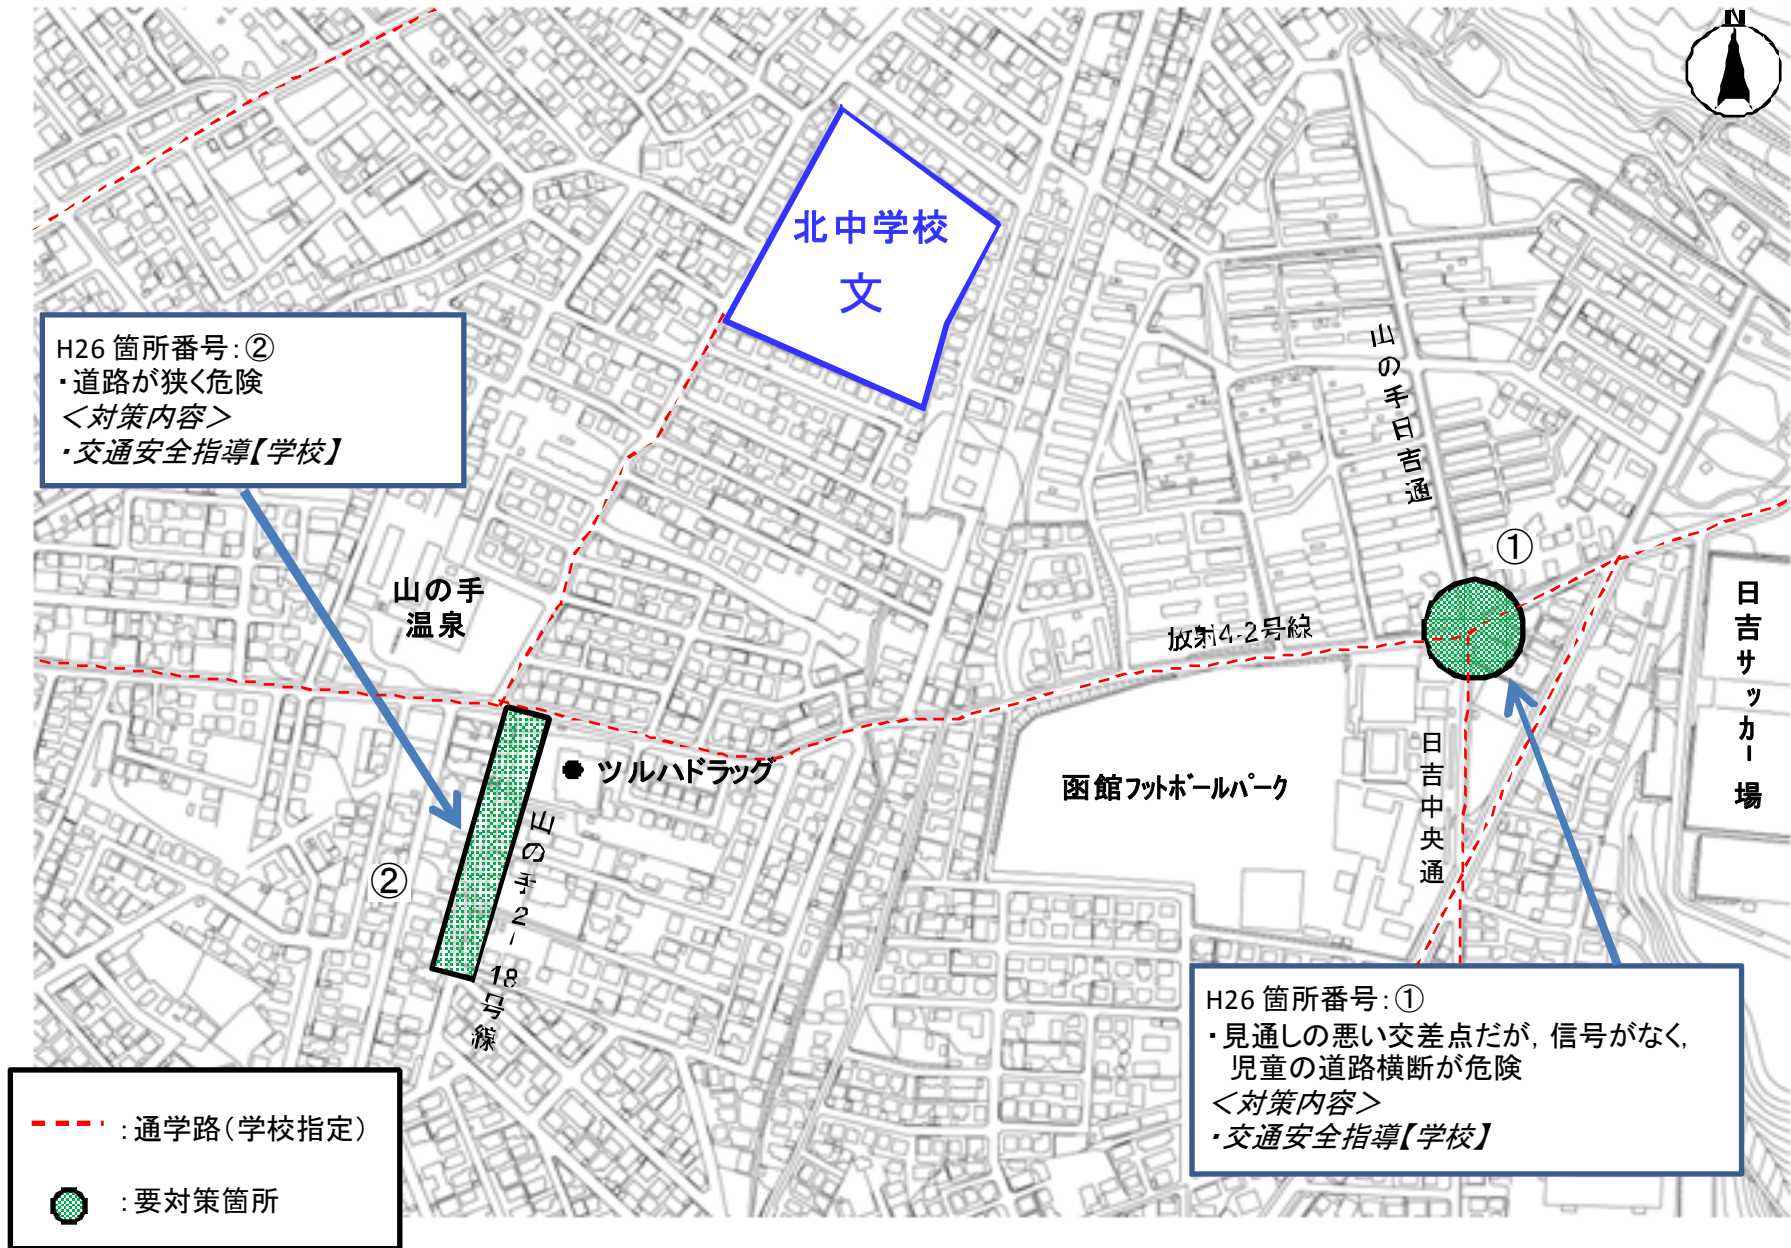 N
北中学校
文
H26 箇所番号：②
・道路が狭く危険
＜対策内容＞
・交通安全指導【学校】
山の手日吉通
①
山の手
温泉
放射4-2号線
日吉サッカー場
ツルハドラッグ
函館フットボールパーク
日吉中央通
②
山の手2-18号線
H26 箇所番号：①
・見通しの悪い交差点だが，信号がなく，
児童の道路横断が危険
＜対策内容＞
・交通安全指導【学校】
：通学路（学校指定）
：要対策箇所